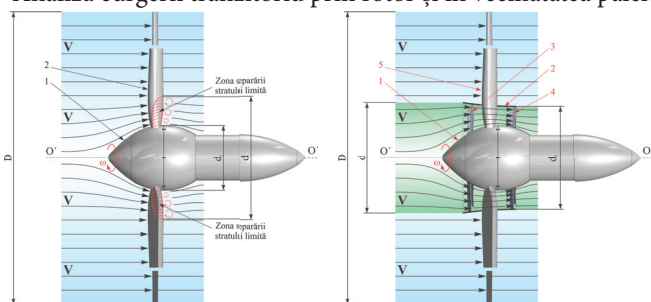 Analiza curgerii tranzitorii prin rotor și în vecinătatea palei
V
2
1
Zona separării
stratului limită
V
D
O'
ω
d
d
O
V
Zona separării
stratului limită
V
V
3
5
2
1
4
V
D
d
O'
ω
d
O
V
V